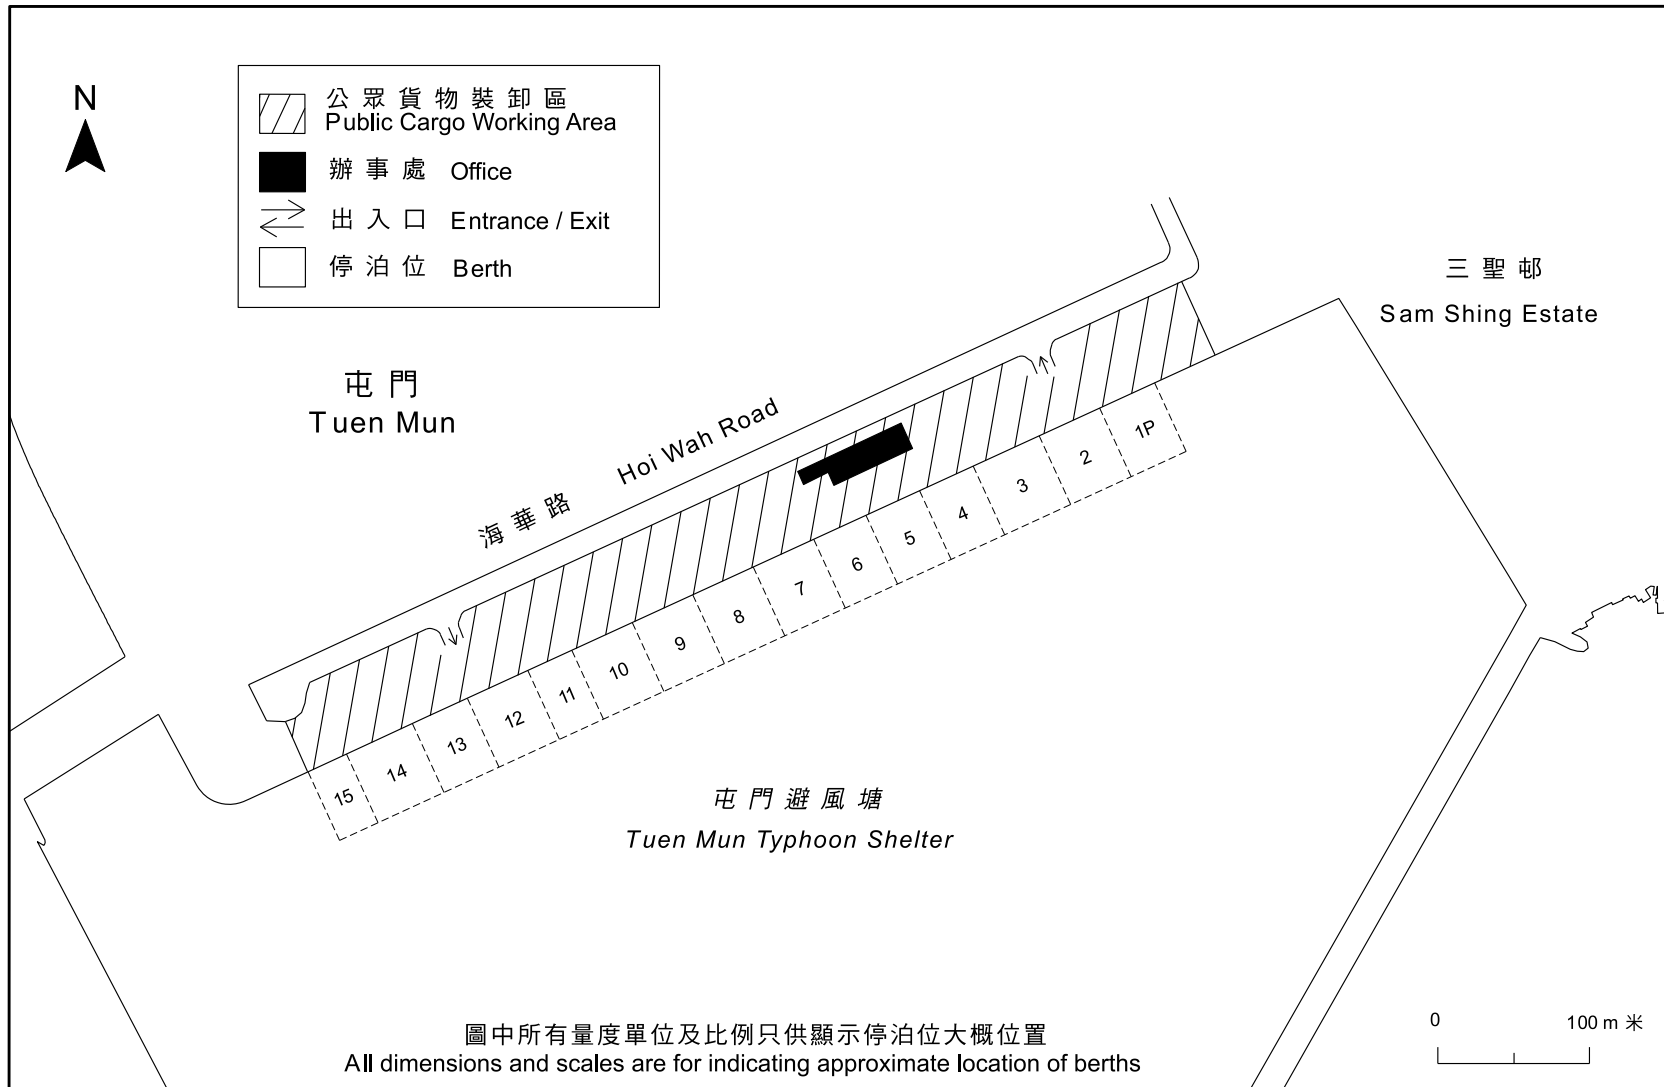 N
公眾貨物裝卸區
Public Cargo Working Area
辦事處 Office
出入口 Entrance / Exit
停泊位 Berth
三聖邨
Sam Shing Estate
屯門
Tuen Mun
海華路 Hoi Wah Road
1P
2
3
4
5
6
7
8
9
10
11
12
13
14
15
屯門避風塘
Tuen Mun Typhoon Shelter
0 100 m 米
圖中所有量度單位及比例只供顯示停泊位大概位置
All dimensions and scales are for indicating approximate location of berths